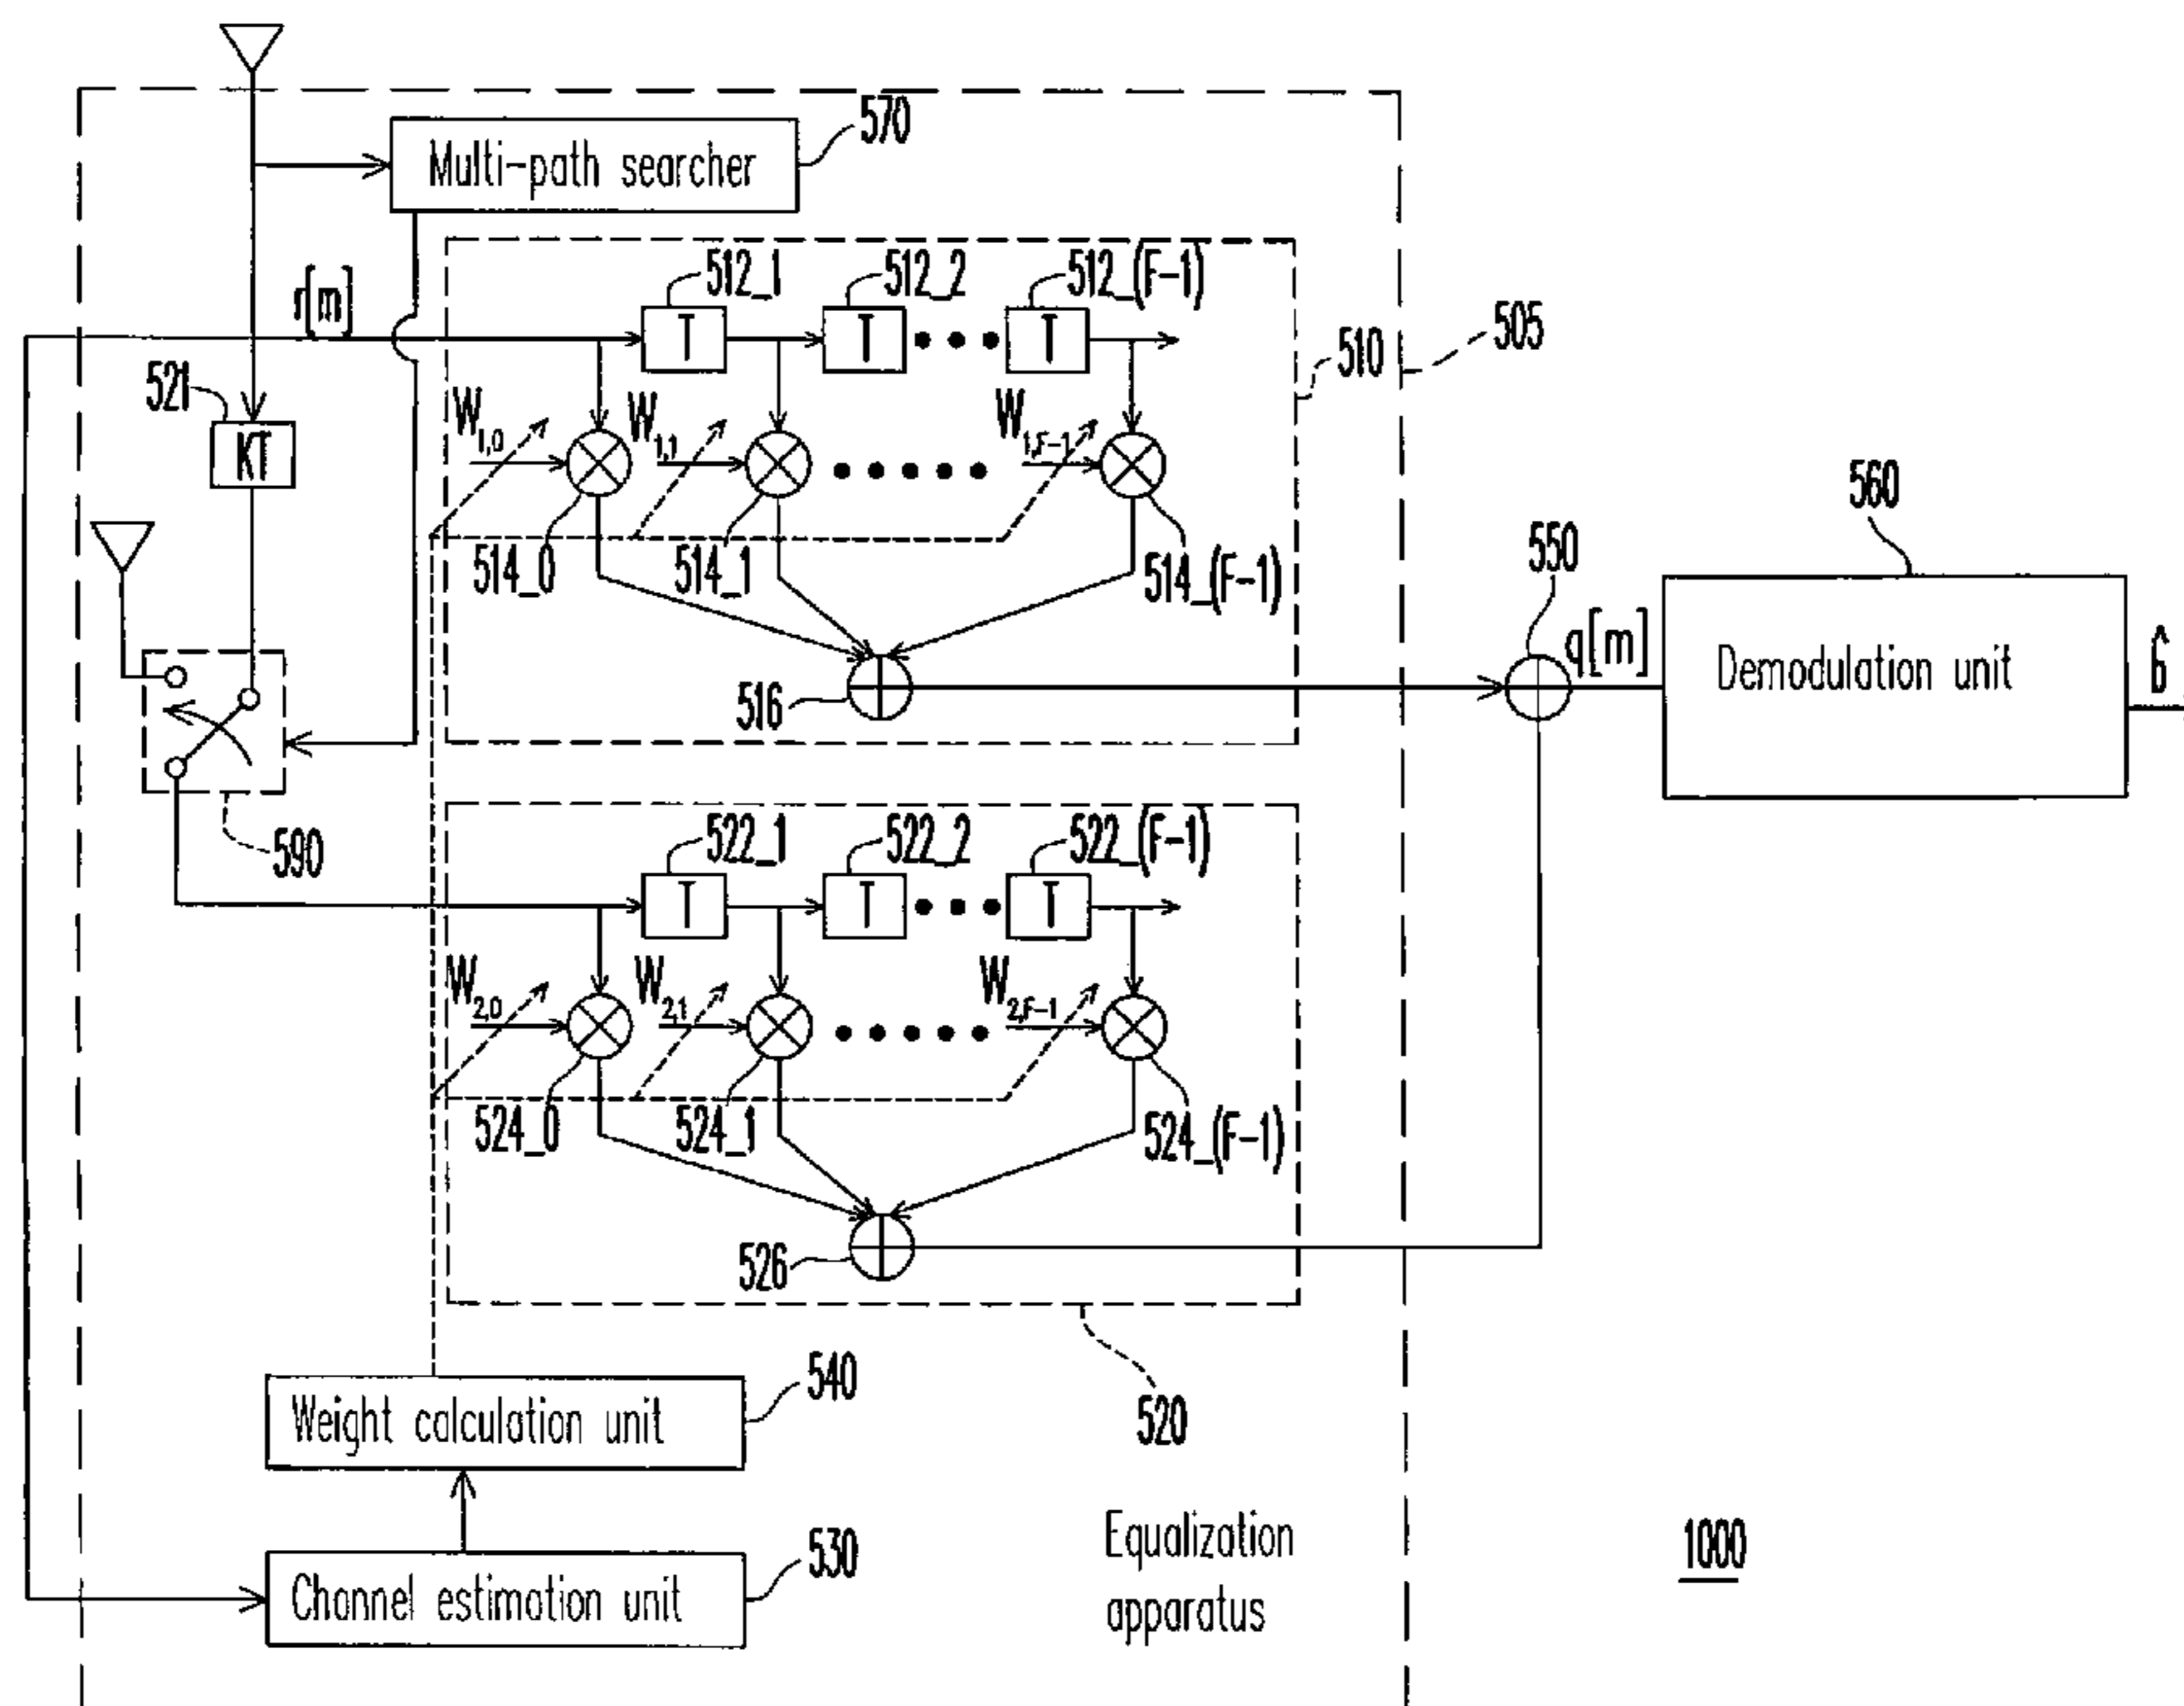 570
Multi-path searcher
512_1
512_2
512_(F-1)
r[m]
505
510
T
T
T
521
W1,0
W1,1
W1,F-1
KT
560
550
514_0
514_1
514_(F-1)
q[m]
Demodulation unit
b̂
516
590
522_1
522_2
522_(F-1)
T
T
T
W2,0
W2,1
W2,F-1
524_0
524_1
524_(F-1)
526
540
Weight calculation unit
520
530
Channel estimation unit
Equalization
apparatus
1000